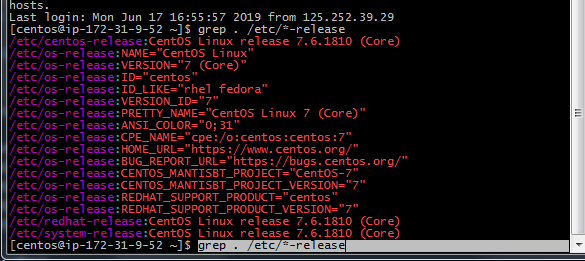 hosts.
Last login: Mon Jun 17 16:55:57 2019 from 125.252.39.29
[centos@ip-172-31-9-52 ~]$ grep . /etc/*-release
/etc/centos-release:CentOS Linux release 7.6.1810 (Core)
/etc/os-release:NAME="CentOS Linux"
/etc/os-release:VERSION="7 (Core)"
/etc/os-release:ID="centos"
/etc/os-release:ID_LIKE="rhel fedora"
/etc/os-release:VERSION_ID="7"
/etc/os-release:PRETTY_NAME="CentOS Linux 7 (Core)"
/etc/os-release:ANSI_COLOR="0;31"
/etc/os-release:CPE_NAME="cpe:/o:centos:centos:7"
/etc/os-release:HOME_URL="https://www.centos.org/"
/etc/os-release:BUG_REPORT_URL="https://bugs.centos.org/"
/etc/os-release:CENTOS_MANTISBT_PROJECT="CentOS-7"
/etc/os-release:CENTOS_MANTISBT_PROJECT_VERSION="7"
/etc/os-release:REDHAT_SUPPORT_PRODUCT="centos"
/etc/os-release:REDHAT_SUPPORT_PRODUCT_VERSION="7"
/etc/redhat-release:CentOS Linux release 7.6.1810 (Core)
/etc/system-release:CentOS Linux release 7.6.1810 (Core)
[centos@ip-172-31-9-52 ~]$ grep . /etc/*-release